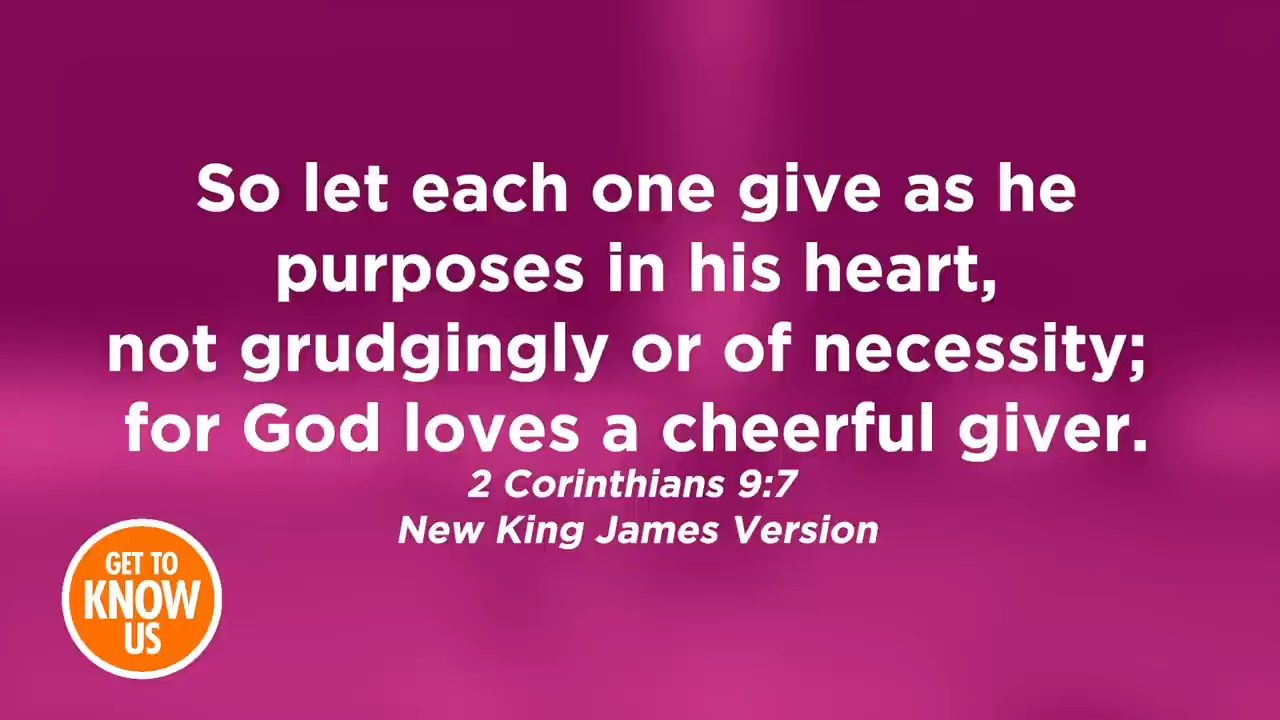 So let each one give as he
purposes in his heart,
not grudgingly or of necessity;
for God loves a cheerful giver.
2 Corinthians 9:7
New King James Version
GET TO
KNOW
US